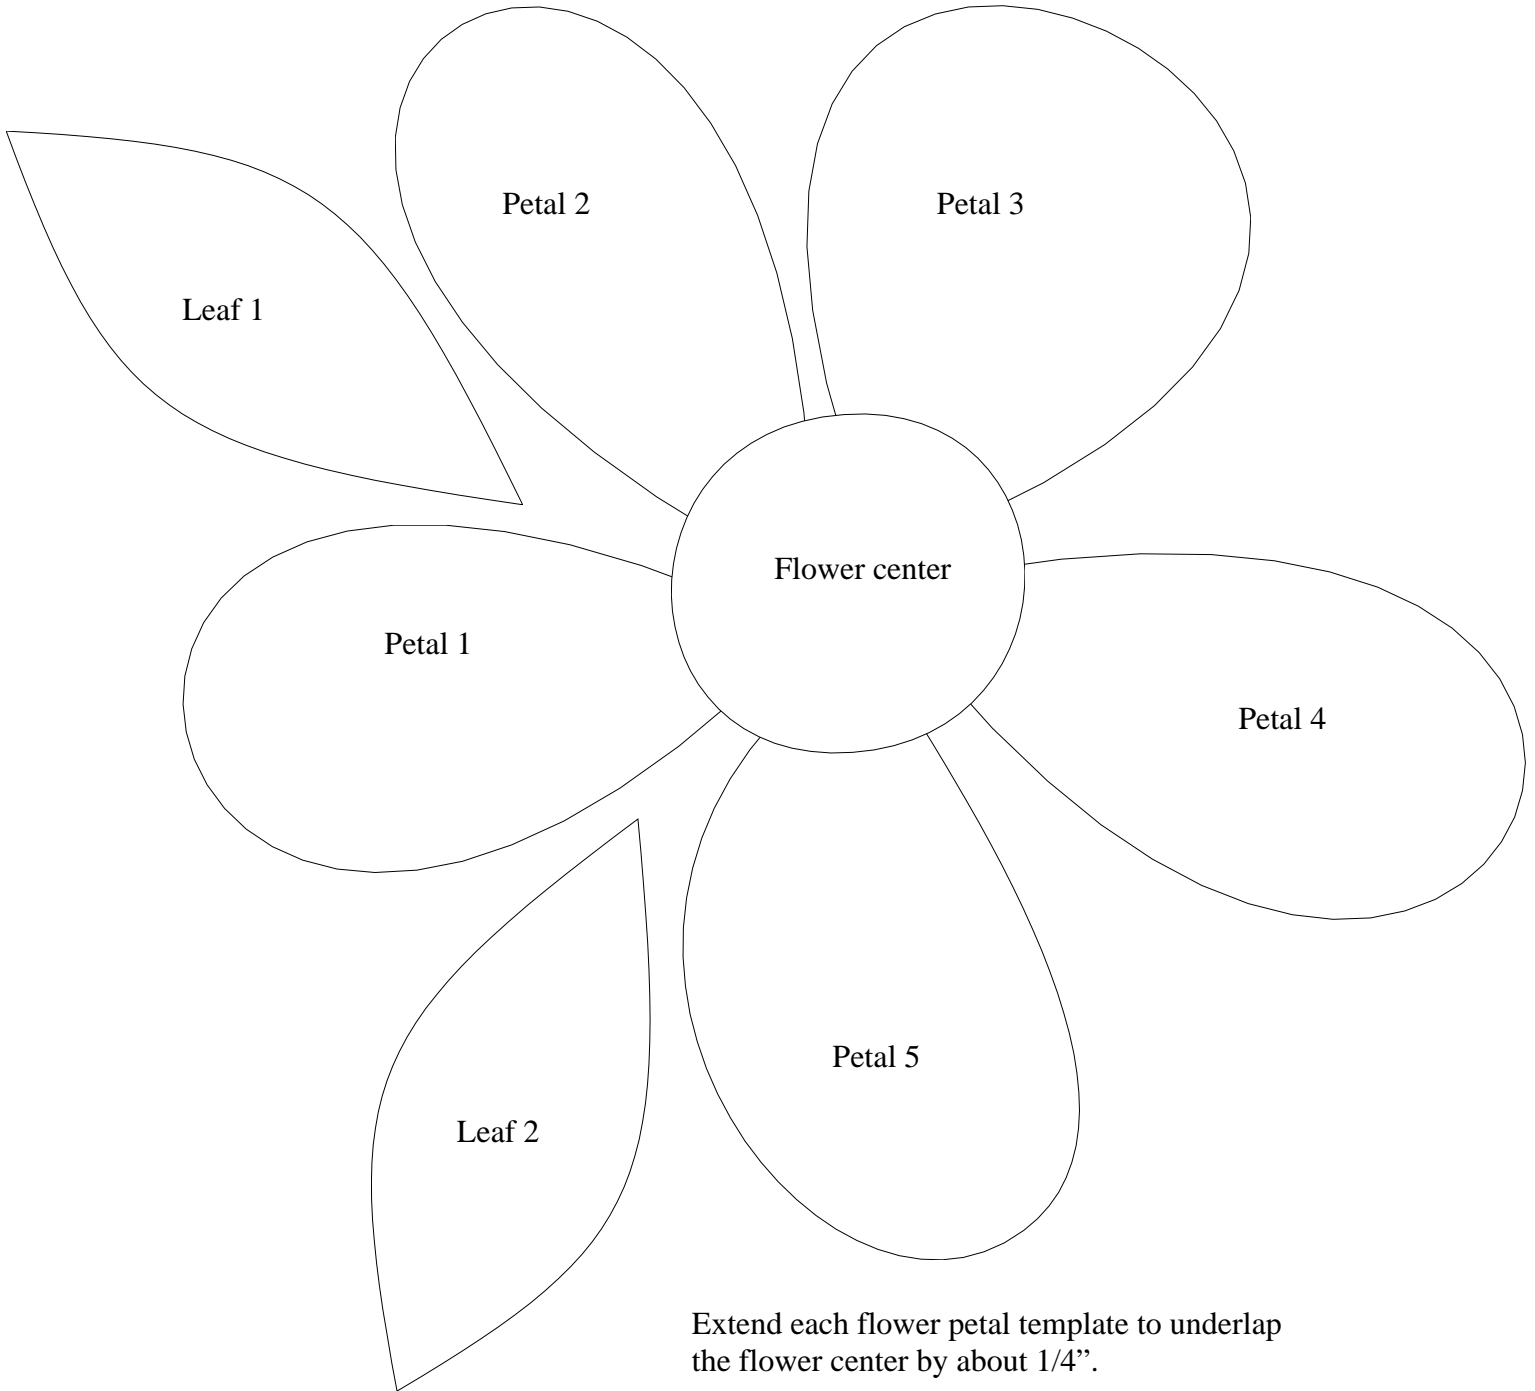 Petal 2
Petal 3
Leaf 1
Flower center
Petal 1
Petal 4
Petal 5
Leaf 2
Extend each flower petal template to underlap
the flower center by about 1/4”.